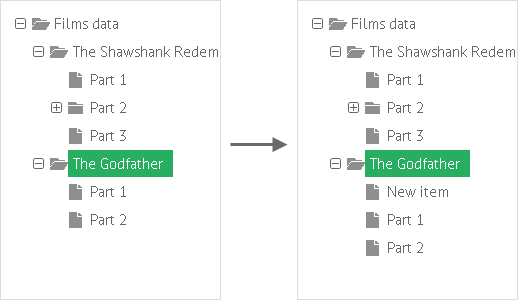 Films data
The Shawshank Redem
Part 1
Part 2
Part 3
The Godfather
Part 1
Part 2
Films data
The Shawshank Redem
Part 1
Part 2
Part 3
The Godfather
New item
Part 1
Part 2